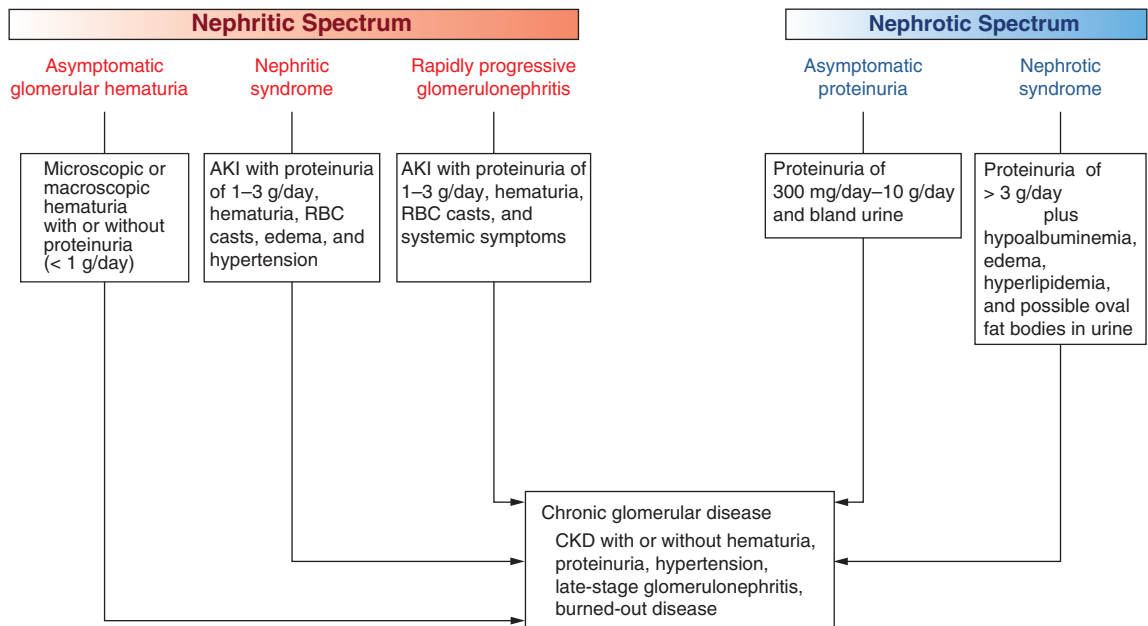 Nephritic Spectrum
Nephrotic Spectrum
Asymptomatic
glomerular hematuria
Nephritic
syndrome
Rapidly progressive
glomerulonephritis
Asymptomatic
proteinuria
Nephrotic
syndrome
Microscopic or
macroscopic
hematuria
with or without
proteinuria
(< 1 g/day)
AKI with proteinuria
of 1–3 g/day,
hematuria, RBC
casts, edema, and
hypertension
AKI with proteinuria of
1–3 g/day, hematuria,
RBC casts, and
systemic symptoms
Proteinuria of
300 mg/day–10 g/day
and bland urine
Proteinuria of
> 3 g/day
plus
hypoalbuminemia,
edema,
hyperlipidemia,
and possible oval
fat bodies in urine
Chronic glomerular disease
CKD with or without hematuria,
proteinuria, hypertension,
late-stage glomerulonephritis,
burned-out disease